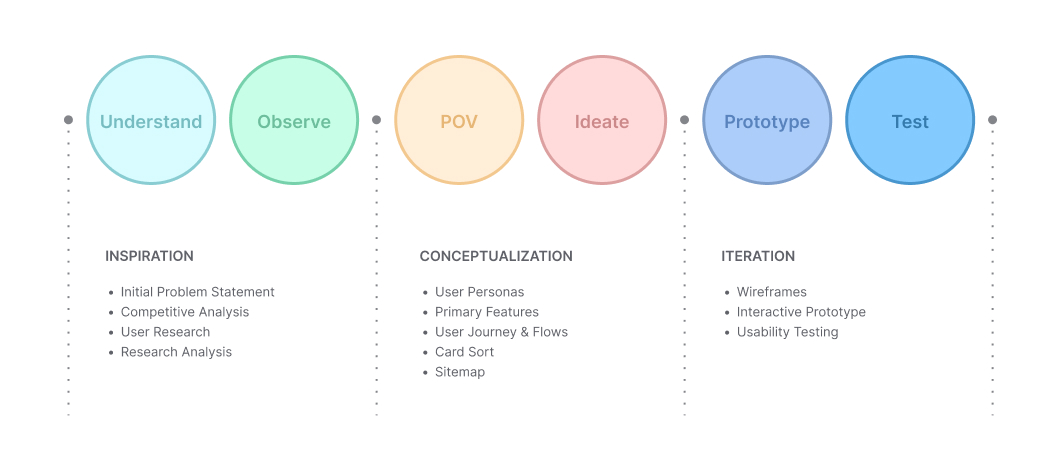 Understand
Observe
POV
Ideate
Prototype
Test
INSPIRATION
• Initial Problem Statement
• Competitive Analysis
• User Research
• Research Analysis
CONCEPTUALIZATION
• User Personas
• Primary Features
• User Journey & Flows
• Card Sort
• Sitemap
ITERATION
• Wireframes
• Interactive Prototype
• Usability Testing